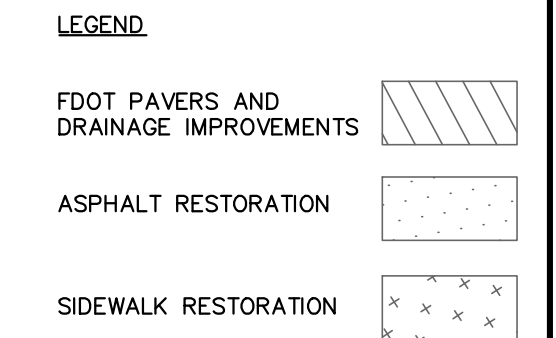 LEGEND
FDOT PAVERS AND
DRAINAGE IMPROVEMENTS
ASPHALT RESTORATION
SIDEWALK RESTORATION